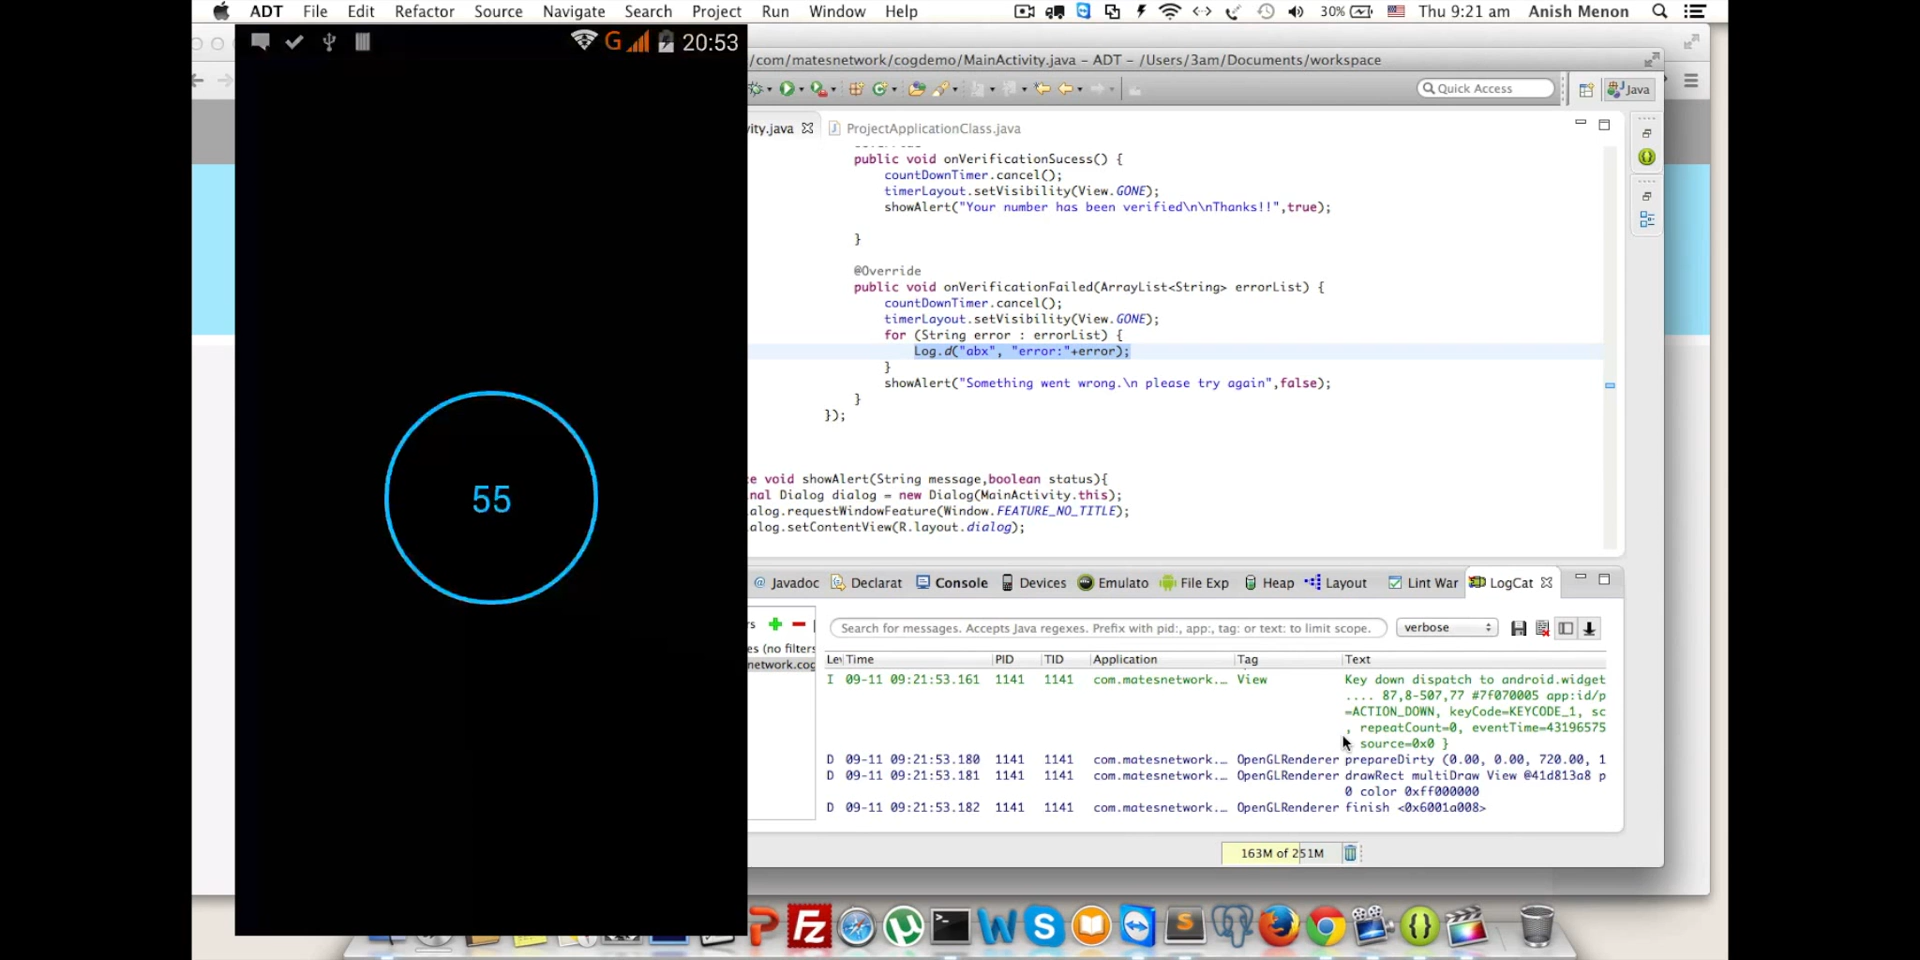 ADT File Edit Refactor Source Navigate Search Project Run Window Help 30% Thu 9:21 am Anish Menon
G 20:53
55
/com/matesnetwork/cogdemo/MainActivity.java - ADT - /Users/3am/Documents/workspace
Quick Access Java
ity.java ProjectApplicationClass.java
public void onVerificationSucess() {
countDownTimer.cancel();
timerLayout.setVisibility(View.GONE);
showAlert("Your number has been verified\n\nThanks!!",true);
}
@Override
public void onVerificationFailed(ArrayList<String> errorList) {
countDownTimer.cancel();
timerLayout.setVisibility(View.GONE);
for (String error : errorList) {
Log.d("abx", "error:"+error);
}
showAlert("Something went wrong.\n please try again",false);
}
});
te void showAlert(String message,boolean status){
inal Dialog dialog = new Dialog(MainActivity.this);
alog.requestWindowFeature(Window.FEATURE_NO_TITLE);
alog.setContentView(R.layout.dialog);
@ Javadoc Declarat Console Devices Emulato File Exp Heap Layout Lint War LogCat
rs Search for messages. Accepts Java regexes. Prefix with pid:, app:, tag: or text: to limit scope. verbose
es (no filters
network.cog
Lev Time PID TID Application Tag Text
I 09-11 09:21:53.161 1141 1141 com.matesnetwork.… View Key down dispatch to android.widget
.... 87,8-507,77 #7f070005 app:id/p
=ACTION_DOWN, keyCode=KEYCODE_1, sc
, repeatCount=0, eventTime=43196575
source=0x0 }
D 09-11 09:21:53.180 1141 1141 com.matesnetwork.… OpenGLRenderer prepareDirty (0.00, 0.00, 720.00, 1
D 09-11 09:21:53.181 1141 1141 com.matesnetwork.… OpenGLRenderer drawRect multiDraw View @41d813a8 p
0 color 0xff000000
D 09-11 09:21:53.182 1141 1141 com.matesnetwork.… OpenGLRenderer finish <0x6001a008>
163M of 251M